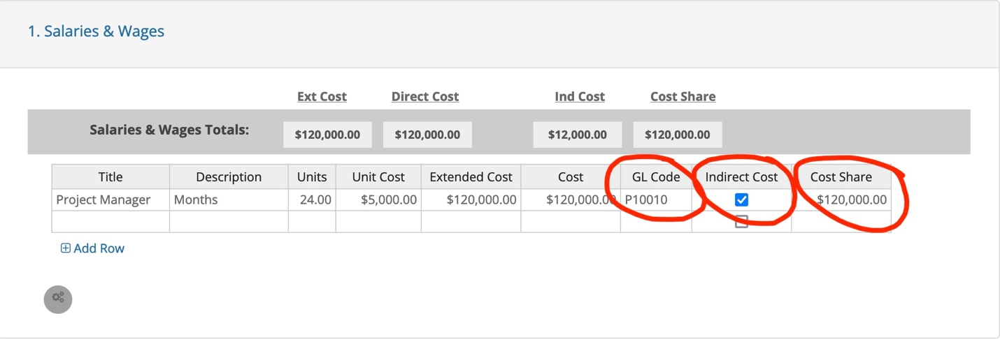 1. Salaries & Wages
Ext Cost Direct Cost Ind Cost Cost Share
Salaries & Wages Totals: $120,000.00 $120,000.00 $12,000.00 $120,000.00
Title Description Units Unit Cost Extended Cost Cost GL Code Indirect Cost Cost Share
Project Manager Months 24.00 $5,000.00 $120,000.00 $120,000.00 P10010 $120,000.00
Add Row